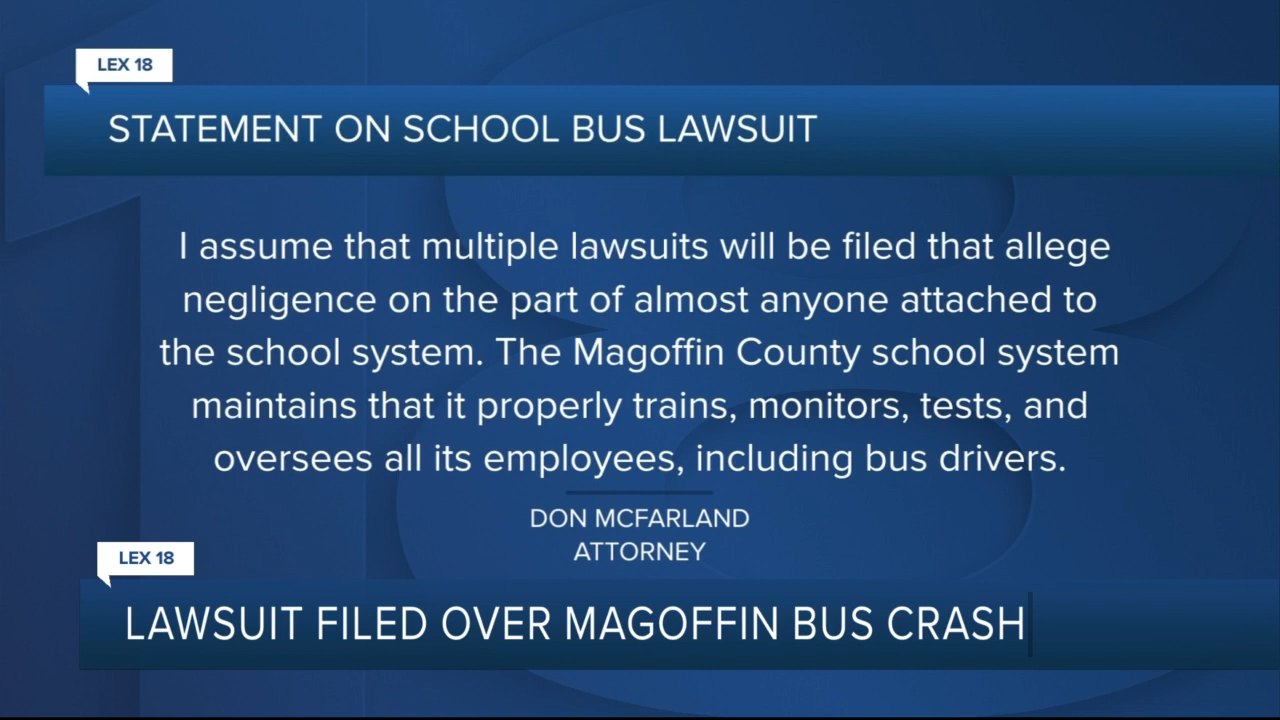 LEX 18
STATEMENT ON SCHOOL BUS LAWSUIT
I assume that multiple lawsuits will be filed that allege
negligence on the part of almost anyone attached to
the school system. The Magoffin County school system
maintains that it properly trains, monitors, tests, and
oversees all its employees, including bus drivers.
DON MCFARLAND
ATTORNEY
LEX 18
LAWSUIT FILED OVER MAGOFFIN BUS CRASH